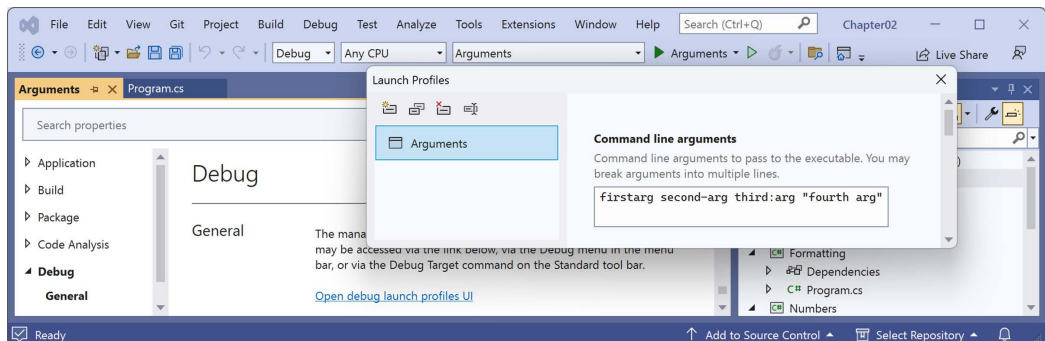 File Edit View Git Project Build Debug Test Analyze Tools Extensions Window Help Search (Ctrl+Q) Chapter02
Debug Any CPU Arguments Arguments Live Share
Arguments Program.cs
Search properties
Application
Build
Package
Code Analysis
Debug
General
Debug
General
The mana
may be accessed via the link below, via the Debug menu in the menu
bar, or via the Debug Target command on the Standard tool bar.
Open debug launch profiles UI
Launch Profiles
Arguments
Command line arguments
Command line arguments to pass to the executable. You may
break arguments into multiple lines.
firstarg second-arg third:arg "fourth arg"
)
Formatting
Dependencies
C# Program.cs
Numbers
Ready Add to Source Control Select Repository